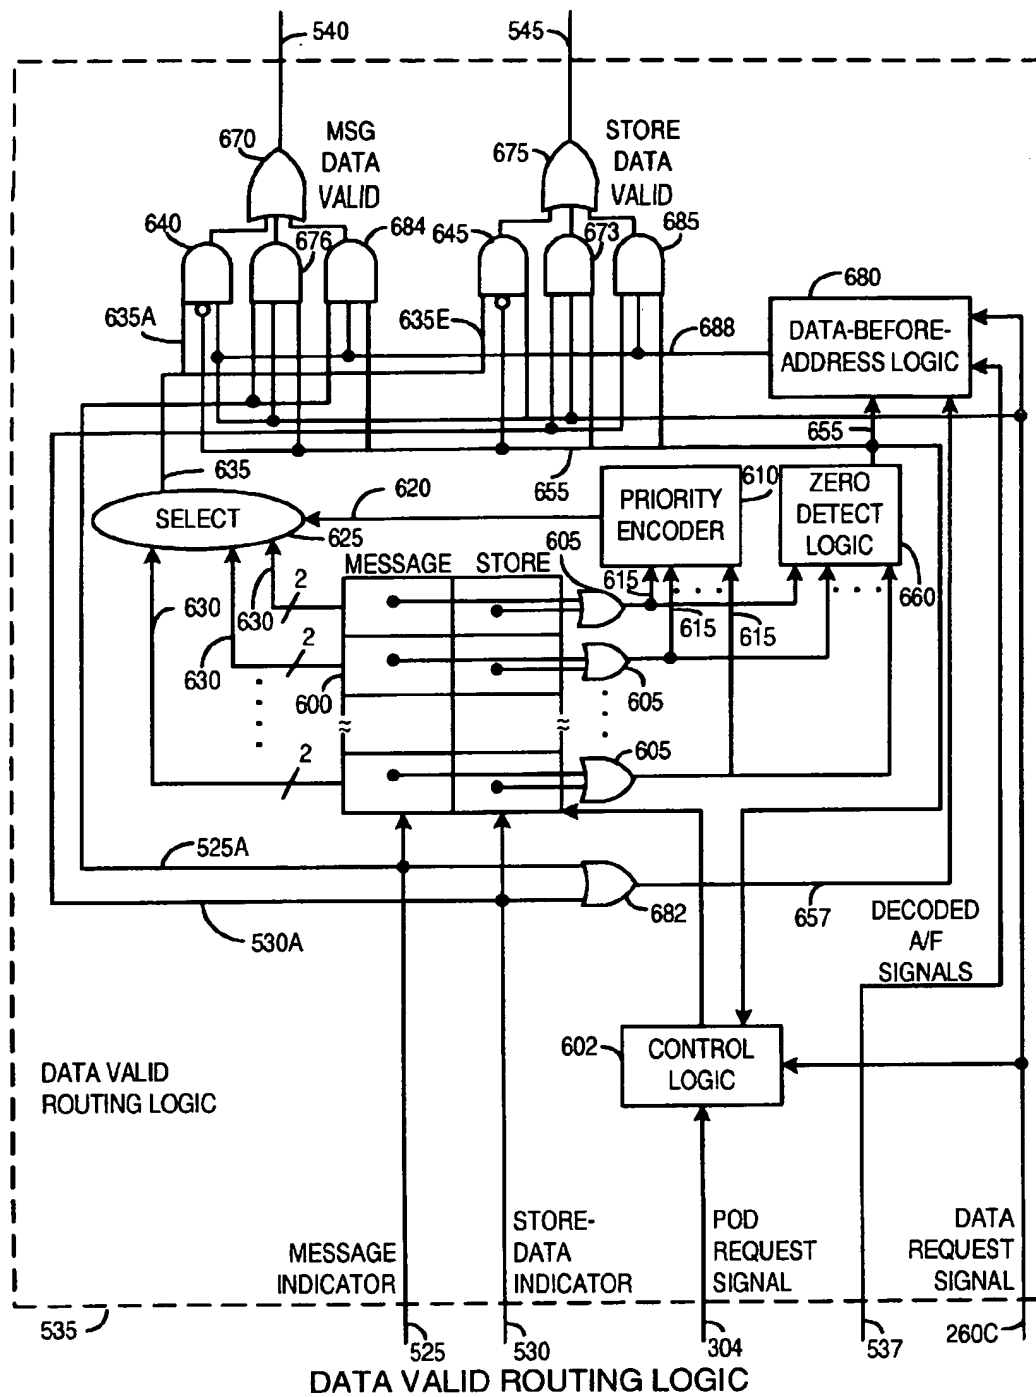 540
545
670
MSG
DATA
VALID
675
STORE
DATA
VALID
640
676
684
645
673
685
635A
635E
688
680
DATA-BEFORE-
ADDRESS LOGIC
635
655
655
620
610
PRIORITY
ENCODER
ZERO
DETECT
LOGIC
660
SELECT
625
MESSAGE
STORE
605
615
615
615
630
630
630
2
2
2
600
605
605
525A
530A
682
657
DECODED
A/F
SIGNALS
602
CONTROL
LOGIC
DATA VALID
ROUTING LOGIC
MESSAGE
INDICATOR
STORE-
DATA
INDICATOR
POD
REQUEST
SIGNAL
DATA
REQUEST
SIGNAL
535
525
530
304
537
260C
DATA VALID ROUTING LOGIC